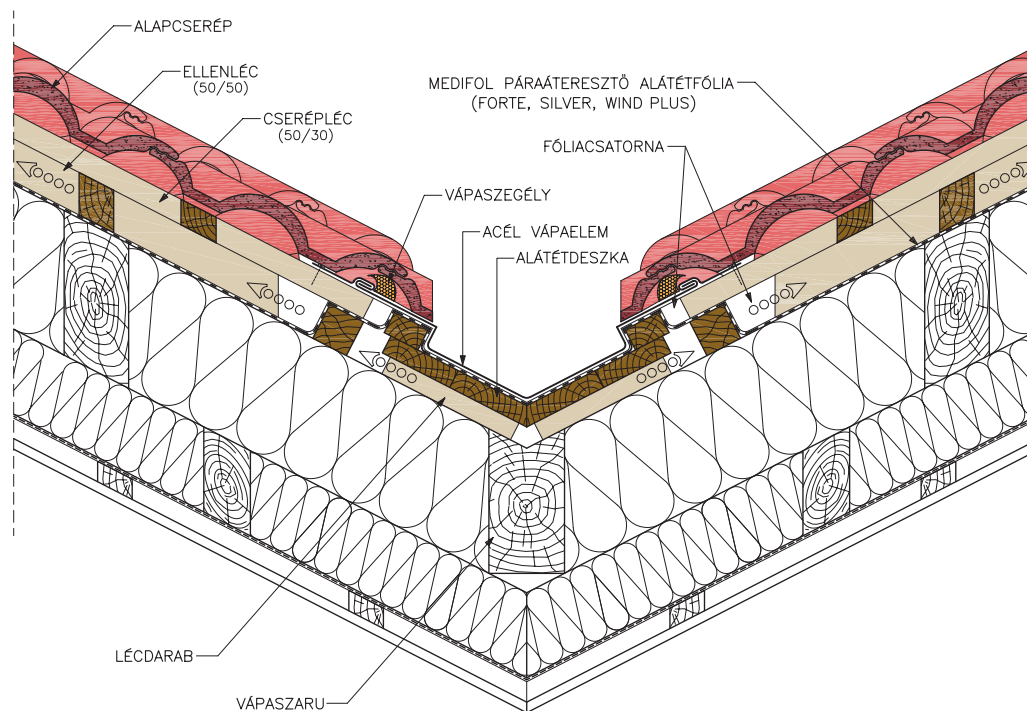 ALAPCSERÉP
ELLENLÉC
(50/50)
CSERÉPLÉC
(50/30)
MEDIFOL PÁRAÁTERESZTŐ ALÁTÉTFÓLIA
(FORTE, SILVER, WIND PLUS)
FÓLIACSATORNA
VÁPASZEGÉLY
ACÉL VÁPAELEM
ALÁTÉTDESZKA
LÉCDARAB
VÁPASZARU